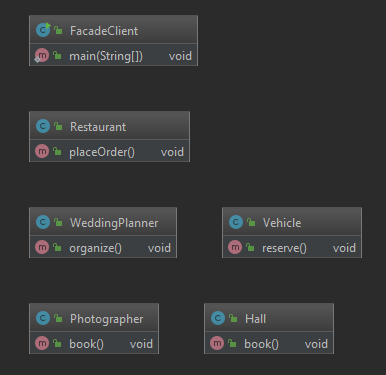 FacadeClient
main(String[]) void
Restaurant
placeOrder() void
WeddingPlanner
organize() void
Vehicle
reserve() void
Photographer
book() void
Hall
book() void